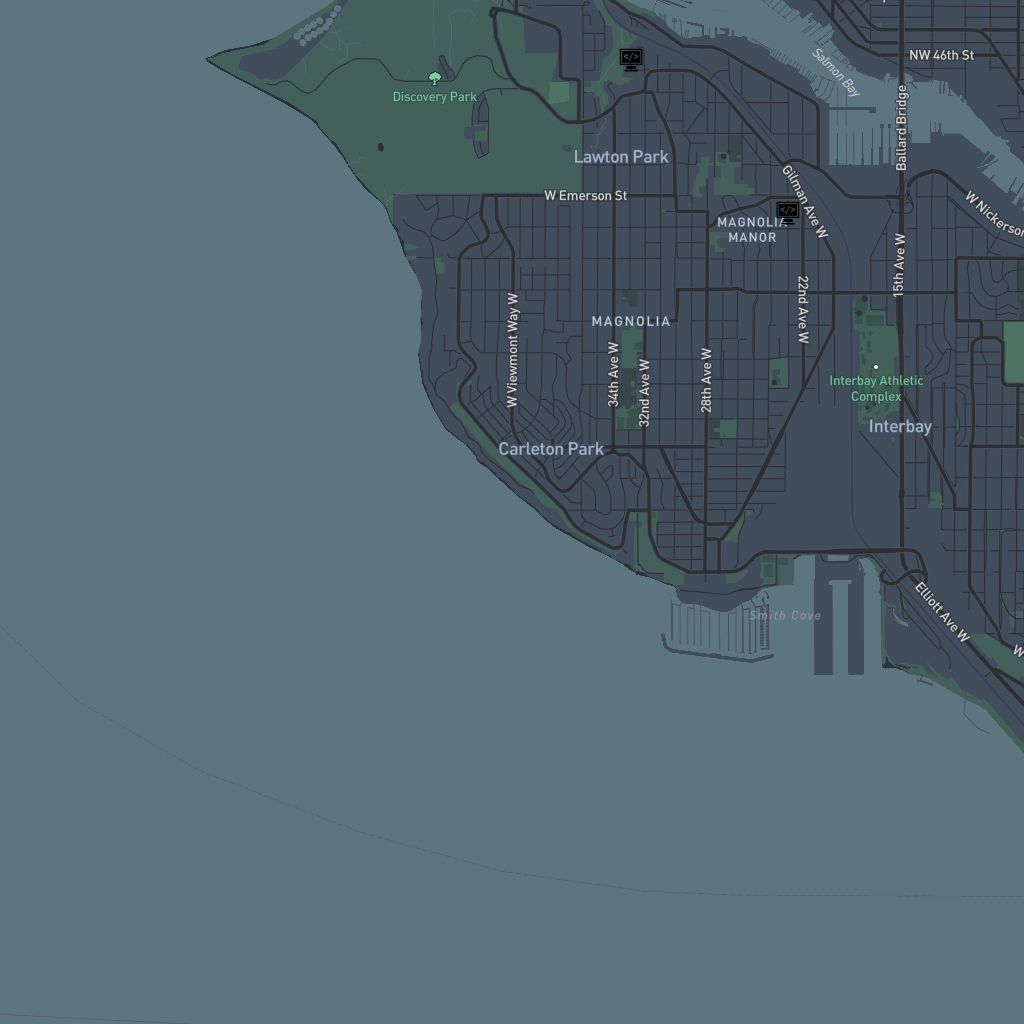 NW 46th St
Salmon Bay
Discovery Park
Ballard Bridge
Lawton Park
W Emerson St
Gilman Ave W
W Nickerson
MAGNOLIA
MANOR
15th Ave W
22nd Ave W
W Viewmont Way W
MAGNOLIA
34th Ave W
32nd Ave W
28th Ave W
Interbay Athletic
Complex
Interbay
Carleton Park
Smith Cove
Elliott Ave W
W